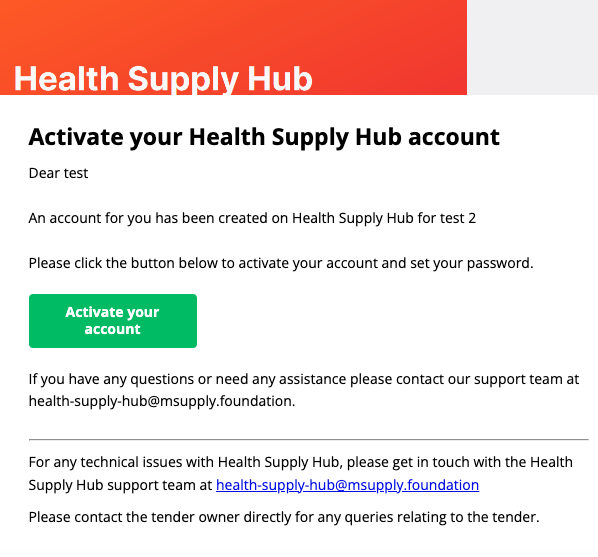 Health Supply Hub
Activate your Health Supply Hub account
Dear test
An account for you has been created on Health Supply Hub for test 2
Please click the button below to activate your account and set your password.
Activate your
account
If you have any questions or need any assistance please contact our support team at
health-supply-hub@msupply.foundation.
For any technical issues with Health Supply Hub, please get in touch with the Health
Supply Hub support team at health-supply-hub@msupply.foundation
Please contact the tender owner directly for any queries relating to the tender.